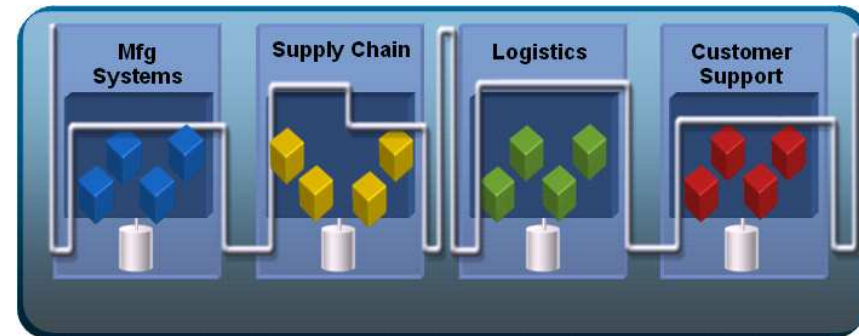 Mfg
Systems
Supply Chain
Logistics
Customer
Support